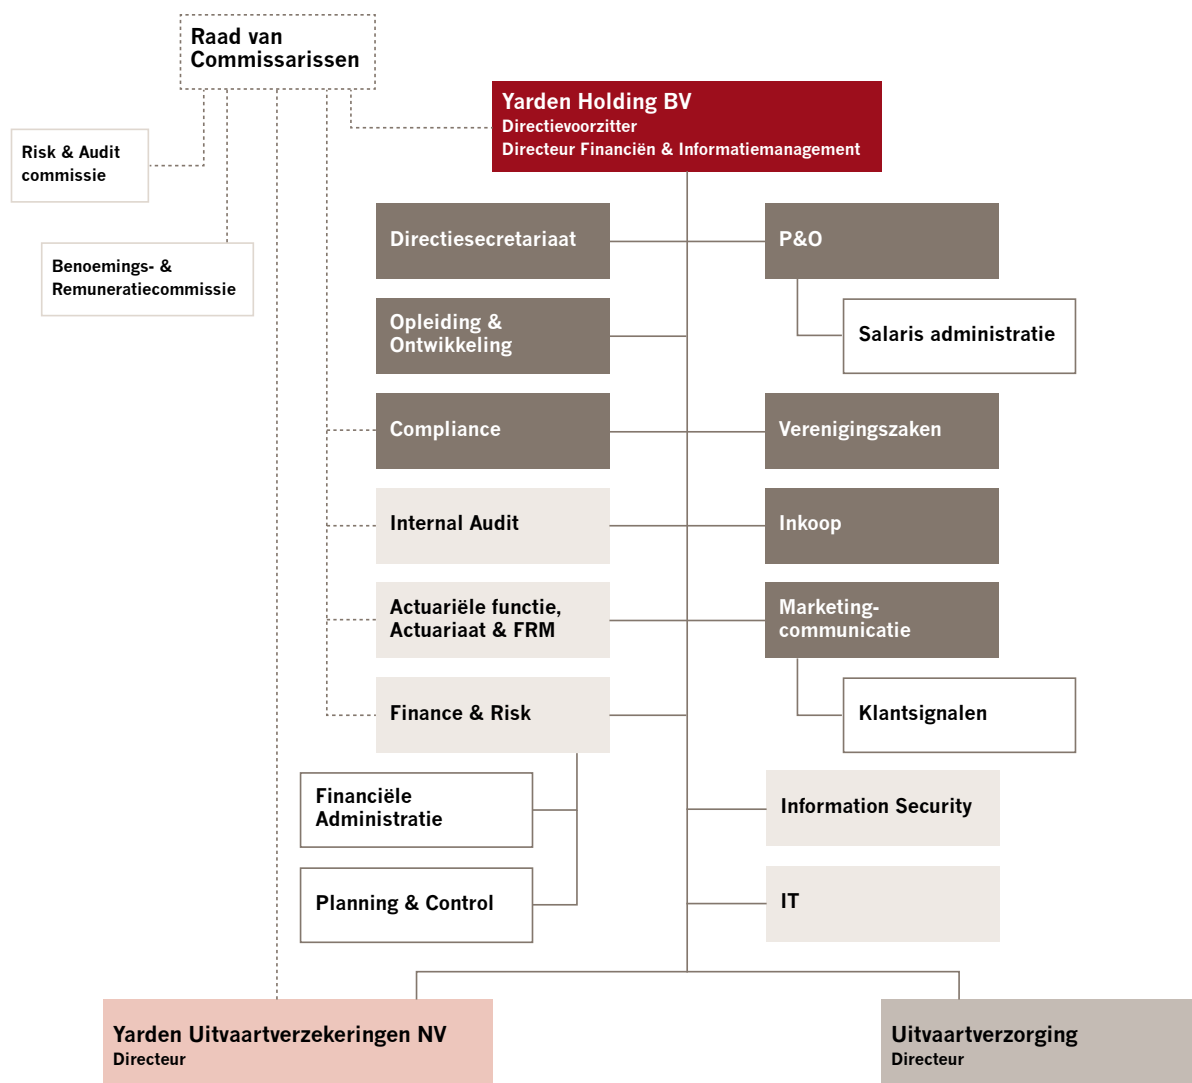 Raad van
Commissarissen
Yarden Holding BV
Directievoorzitter
Directeur Financiën & Informatiemanagement
Risk & Audit
commissie
Benoemings- &
Remuneratiecommissie
Directiesecretariaat
P&O
Opleiding &
Ontwikkeling
Salaris administratie
Compliance
Verenigingszaken
Internal Audit
Inkoop
Actuariële functie,
Actuariaat & FRM
Marketing-
communicatie
Finance & Risk
Klantsignalen
Financiële
Administratie
Information Security
Planning & Control
IT
Yarden Uitvaartverzekeringen NV
Directeur
Uitvaartverzorging
Directeur